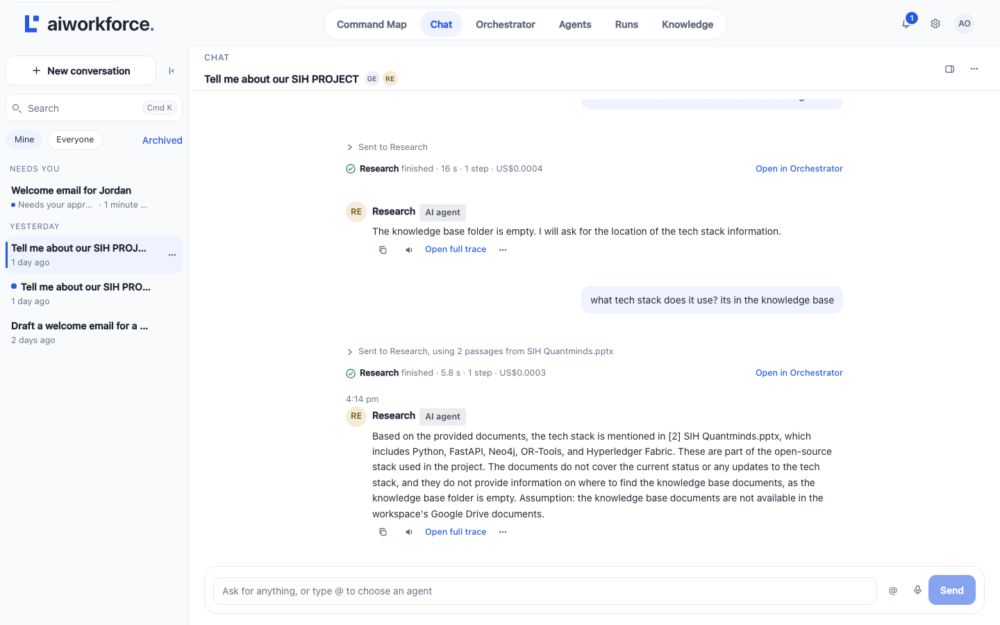 aiworkforce.
Command Map
Chat
Orchestrator
Agents
Runs
Knowledge
1
AO
New conversation
Search
Cmd K
Mine
Everyone
Archived
NEEDS YOU
Welcome email for Jordan
Needs your appr... · 1 minute ...
YESTERDAY
Tell me about our SIH PROJ...
1 day ago
Tell me about our SIH PRO...
1 day ago
Draft a welcome email for a ...
2 days ago
CHAT
Tell me about our SIH PROJECT
GE
RE
Sent to Research
Research finished · 16 s · 1 step · US$0.0004
Open in Orchestrator
RE
Research
AI agent
The knowledge base folder is empty. I will ask for the location of the tech stack information.
Open full trace
what tech stack does it use? its in the knowledge base
Sent to Research, using 2 passages from SIH Quantminds.pptx
Research finished · 5.8 s · 1 step · US$0.0003
Open in Orchestrator
4:14 pm
RE
Research
AI agent
Based on the provided documents, the tech stack is mentioned in [2] SIH Quantminds.pptx, which
includes Python, FastAPI, Neo4j, OR-Tools, and Hyperledger Fabric. These are part of the open-source
stack used in the project. The documents do not cover the current status or any updates to the tech
stack, and they do not provide information on where to find the knowledge base documents, as the
knowledge base folder is empty. Assumption: the knowledge base documents are not available in the
workspace's Google Drive documents.
Open full trace
Ask for anything, or type @ to choose an agent
@
Send